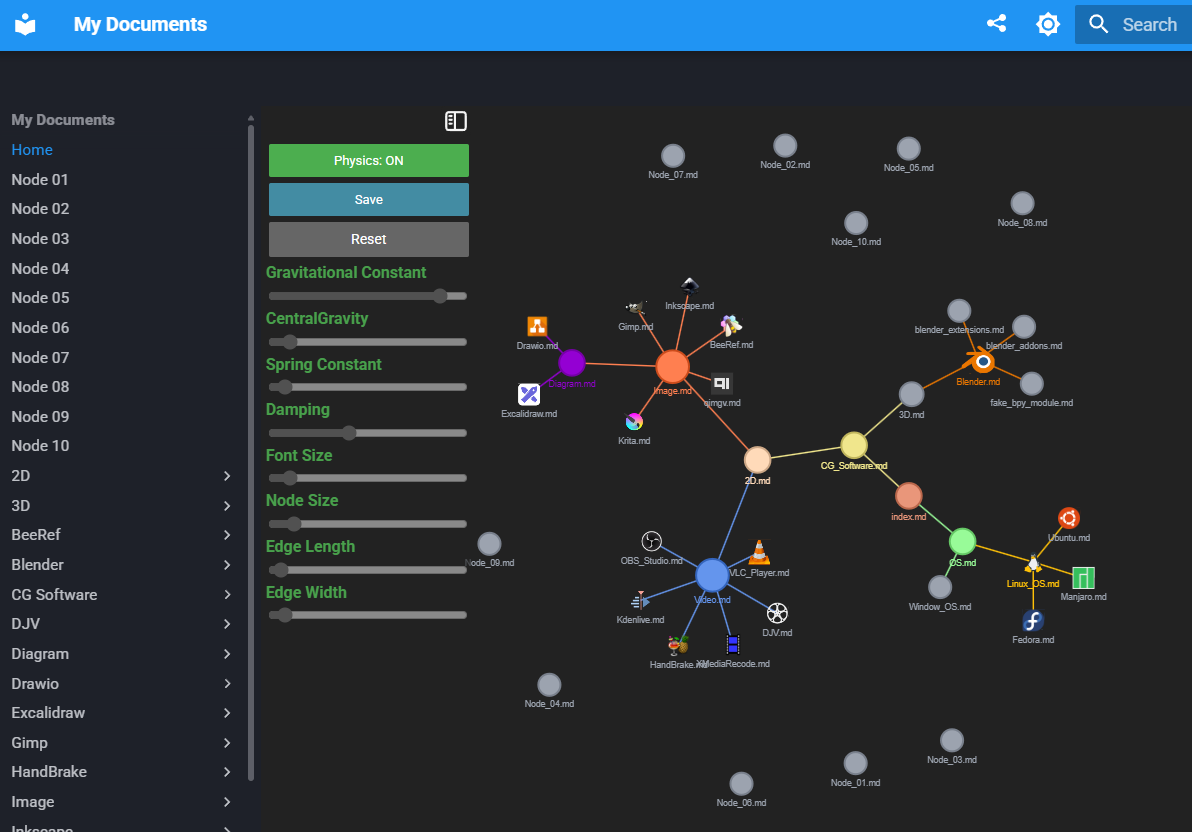 My Documents
Search
My Documents
Home
Node 01
Node 02
Node 03
Node 04
Node 05
Node 06
Node 07
Node 08
Node 09
Node 10
2D
3D
BeeRef
Blender
CG Software
DJV
Diagram
Drawio
Excalidraw
Gimp
HandBrake
Image
Inkscape
Physics: ON
Save
Reset
Gravitational Constant
CentralGravity
Spring Constant
Damping
Font Size
Node Size
Edge Length
Edge Width
Node_07.md
Node_02.md
Node_05.md
Node_08.md
Node_10.md
Inkscape.md
Gimp.md
BeeRef.md
Drawio.md
Diagram.md
Image.md
qimgv.md
Excalidraw.md
Krita.md
blender_extensions.md
blender_addons.md
Blender.md
fake_bpy_module.md
3D.md
CG_Software.md
2D.md
index.md
Ubuntu.md
OS.md
Linux_OS.md
Manjaro.md
Window_OS.md
Fedora.md
Node_09.md
OBS_Studio.md
VLC_Player.md
Video.md
Kdenlive.md
DJV.md
HandBrake.md
XMediaRecode.md
Node_04.md
Node_03.md
Node_01.md
Node_06.md